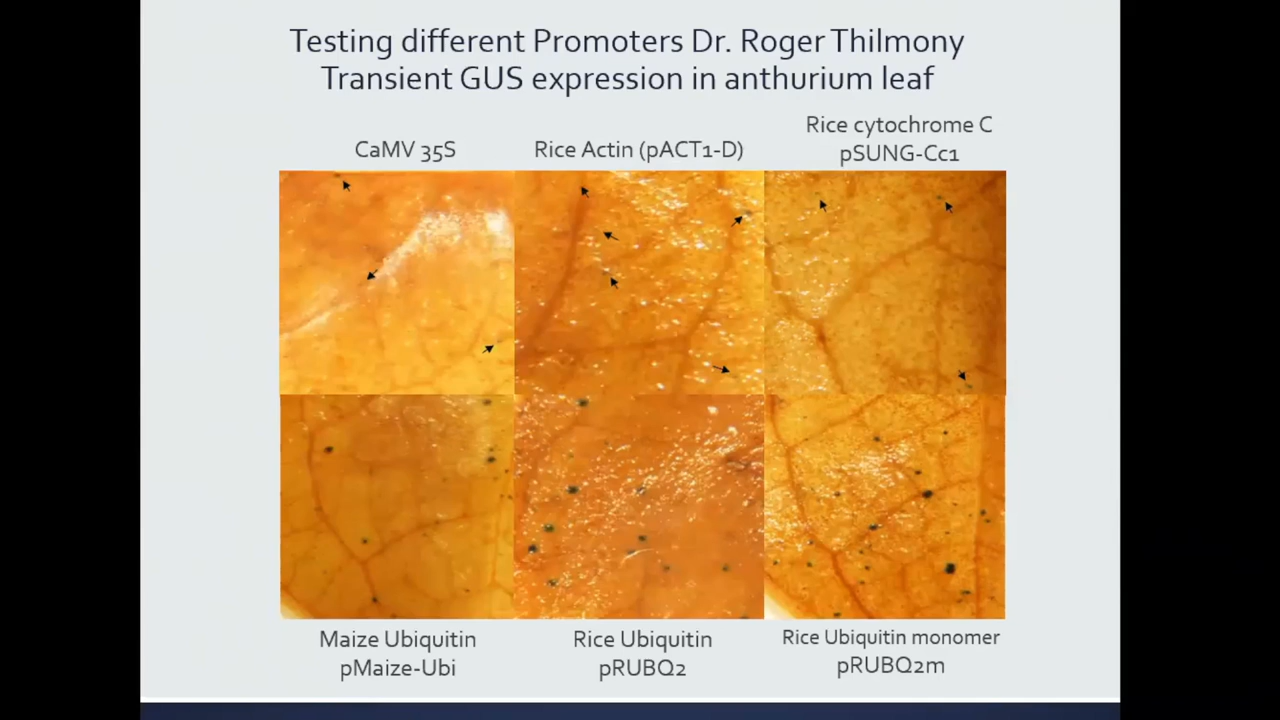 Testing different Promoters Dr. Roger Thilmony
Transient GUS expression in anthurium leaf
CaMV 35S
Rice Actin (pACT1-D)
Rice cytochrome C
pSUNG-Cc1
Maize Ubiquitin
pMaize-Ubi
Rice Ubiquitin
pRUBQ2
Rice Ubiquitin monomer
pRUBQ2m